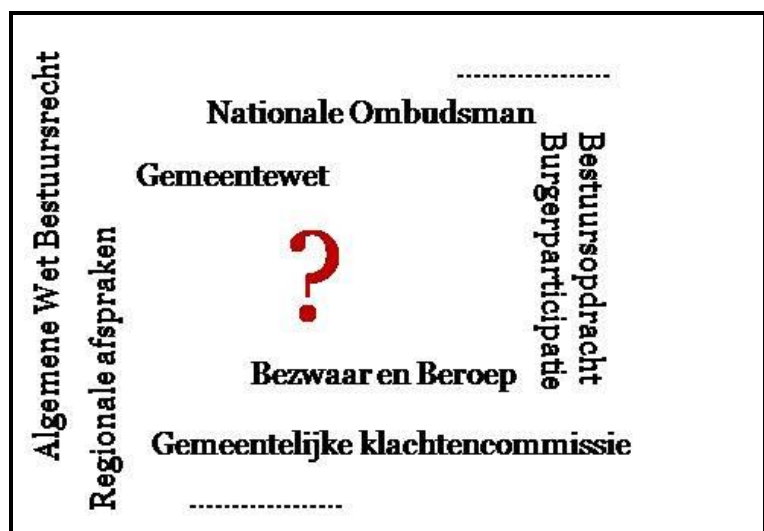 Algemene Wet Bestuursrecht
Regionale afspraken
--------------------
Nationale Ombudsman
Gemeentewet
?
Bezwaar en Beroep
Gemeentelijke klachtencommissie
--------------------
Bestuursopdracht
Burgerparticipatie